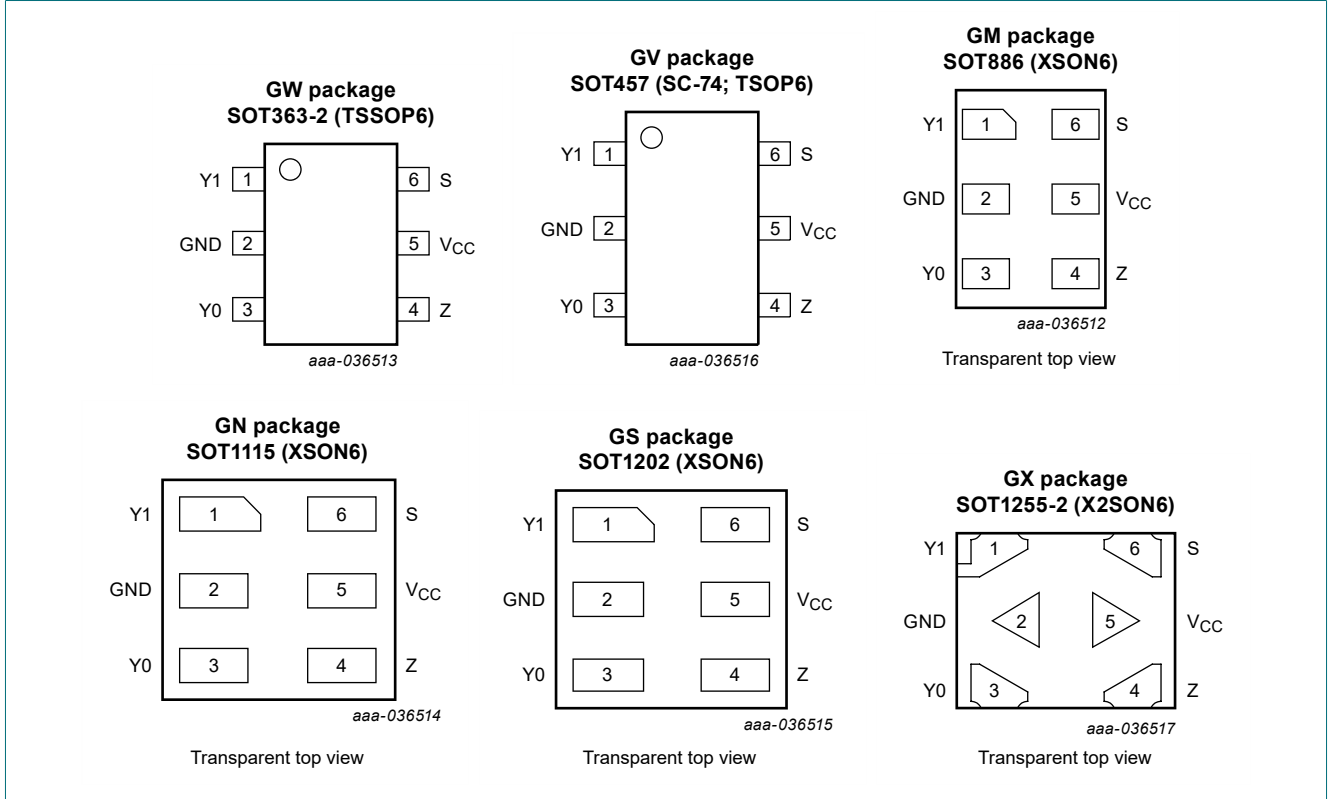 GW package
SOT363-2 (TSSOP6)
Y1 1 6 S
GND 2 5 VCC
Y0 3 4 Z
aaa-036513
GV package
SOT457 (SC-74; TSOP6)
Y1 1 6 S
GND 2 5 VCC
Y0 3 4 Z
aaa-036516
GM package
SOT886 (XSON6)
Y1 1 6 S
GND 2 5 VCC
Y0 3 4 Z
aaa-036512
Transparent top view
GN package
SOT1115 (XSON6)
Y1 1 6 S
GND 2 5 VCC
Y0 3 4 Z
aaa-036514
Transparent top view
GS package
SOT1202 (XSON6)
Y1 1 6 S
GND 2 5 VCC
Y0 3 4 Z
aaa-036515
Transparent top view
GX package
SOT1255-2 (X2SON6)
Y1 1 6 S
GND 2 5 VCC
Y0 3 4 Z
aaa-036517
Transparent top view